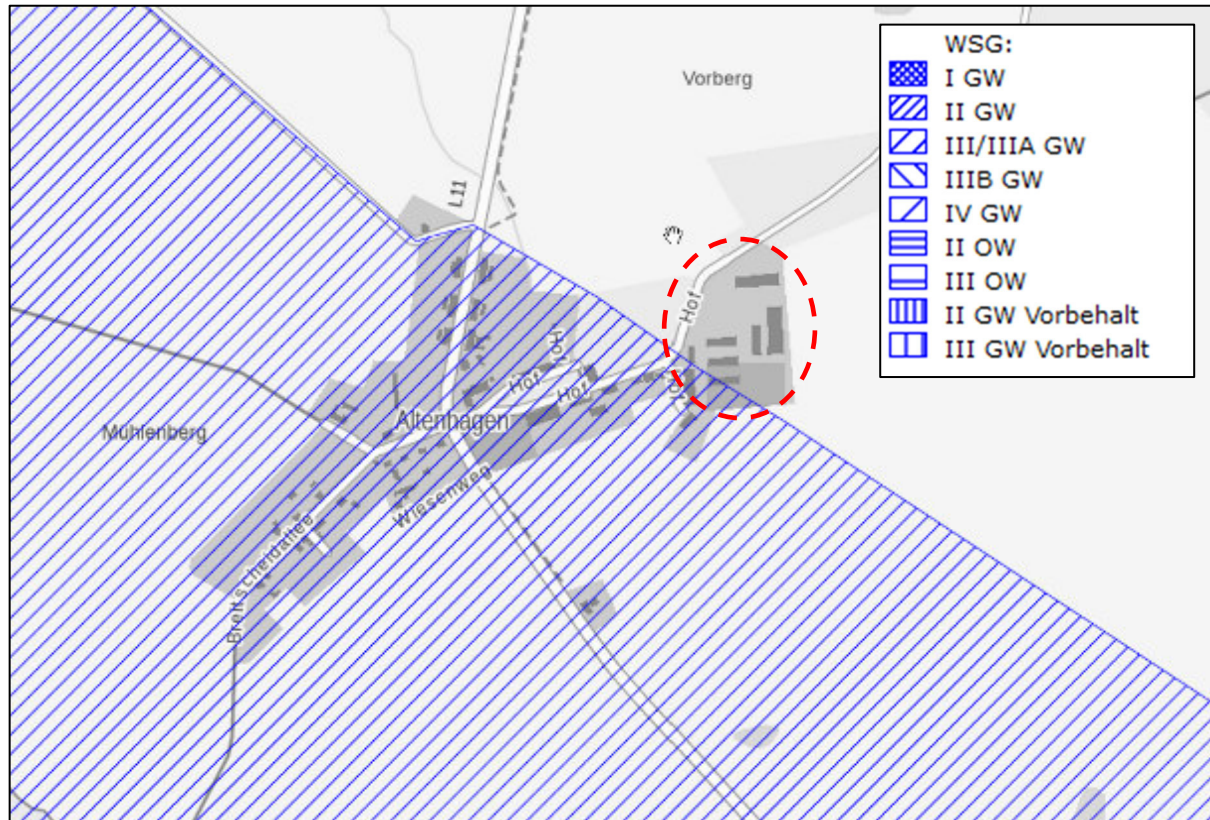 WSG:
I GW
II GW
III/IIIA GW
IIIB GW
IV GW
II OW
III OW
II GW Vorbehalt
III GW Vorbehalt
Vorberg
L11
Hof
Hof
Hof
Hof
Hof
Altenhagen
Mühlenberg
Wiesenweg
Breitscheidallee